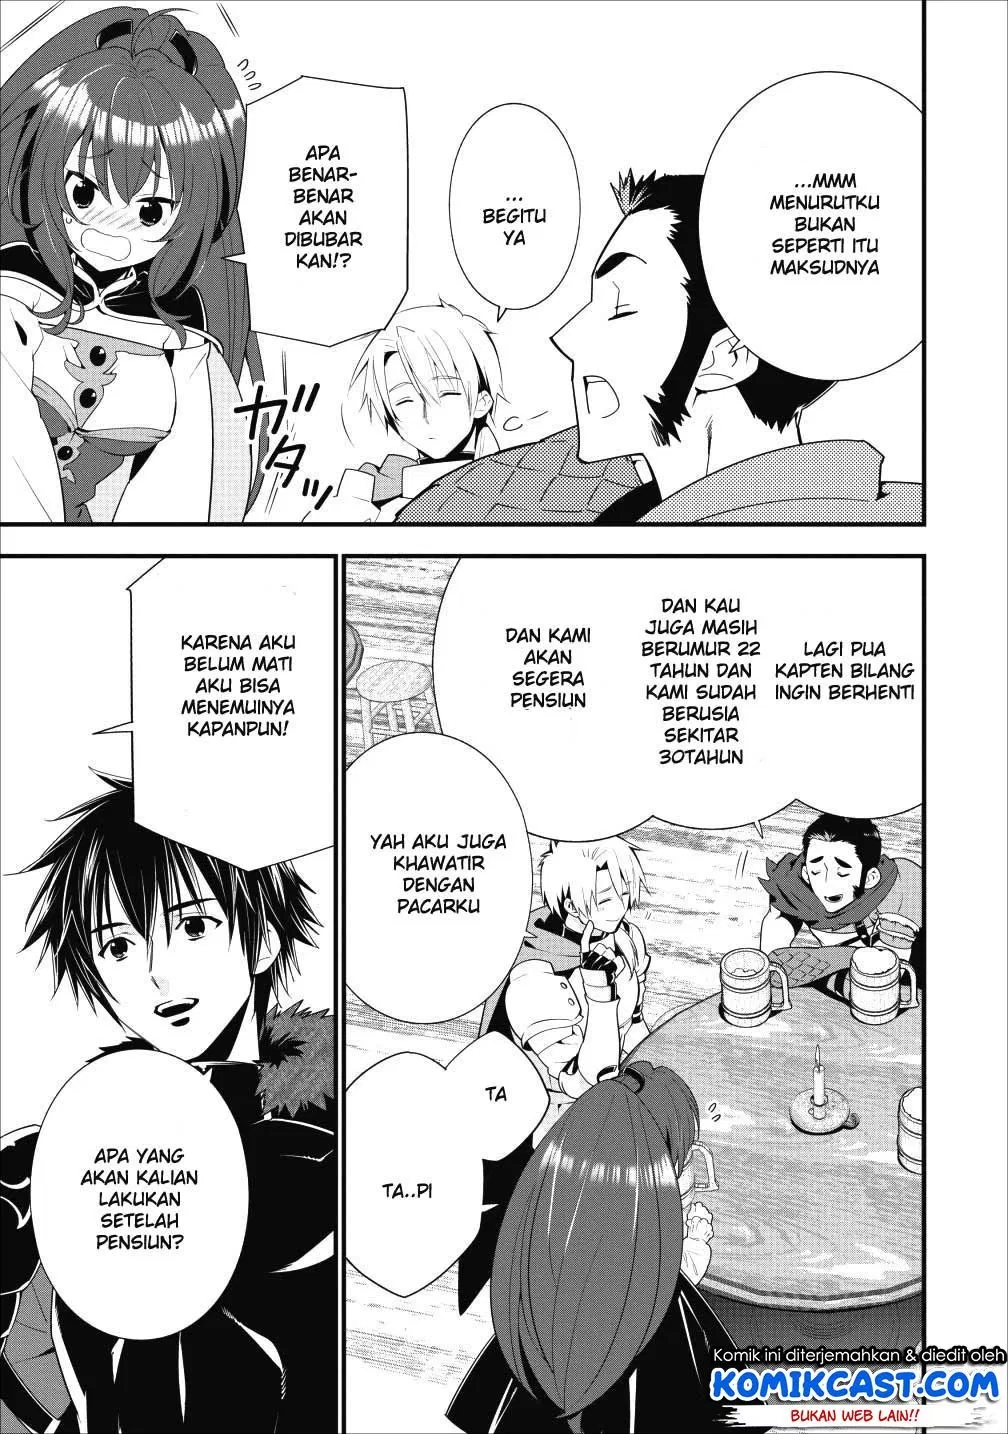 ...MMM
MENURUTKU
BUKAN
SEPERTI ITU
MAKSUDNYA
...
BEGITU
YA
APA
BENAR-
BENAR
AKAN
DIBUBAR
KAN!?
ガタッ
LAGI PUA
KAPTEN BILANG
INGIN BERHENTI
DAN KAU
JUGA MASIH
BERUMUR 22
TAHUN DAN
KAMI SUDAH
BERUSIA
SEKITAR
30TAHUN
DAN KAMI
AKAN
SEGERA
PENSIUN
YAH AKU JUGA
KHAWATIR
DENGAN
PACARKU
TA
TA..PI
KARENA AKU
BELUM MATI
AKU BISA
MENEMUINYA
KAPANPUN!
APA YANG
AKAN KALIAN
LAKUKAN
SETELAH
PENSIUN?
Komik ini diterjemahkan & diedit oleh
KOMIKCAST.COM
BUKAN WEB LAIN!!